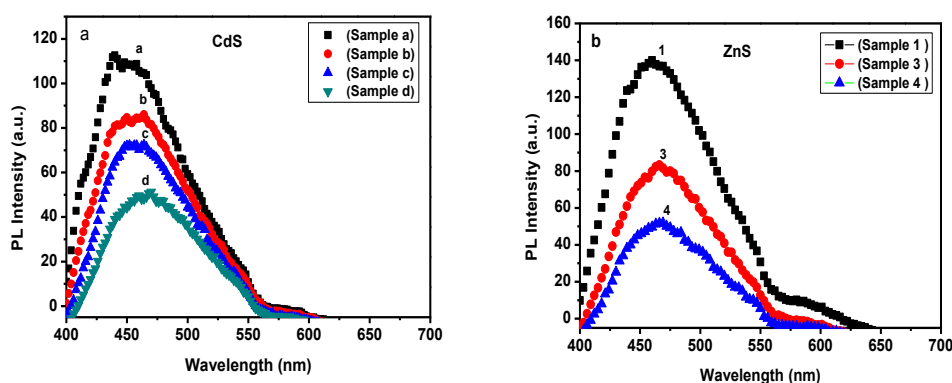 a
CdS
a
b
c
d
(Sample a)
(Sample b)
(Sample c)
(Sample d)
PL Intensity (a.u.)
120
100
80
60
40
20
0
400 450 500 550 600 650 700
Wavelength (nm)
b
ZnS
1
3
4
(Sample 1 )
(Sample 3 )
(Sample 4 )
PL Intensity (a.u.)
160
140
120
100
80
60
40
20
0
400 450 500 550 600 650 700
Wavelength (nm)